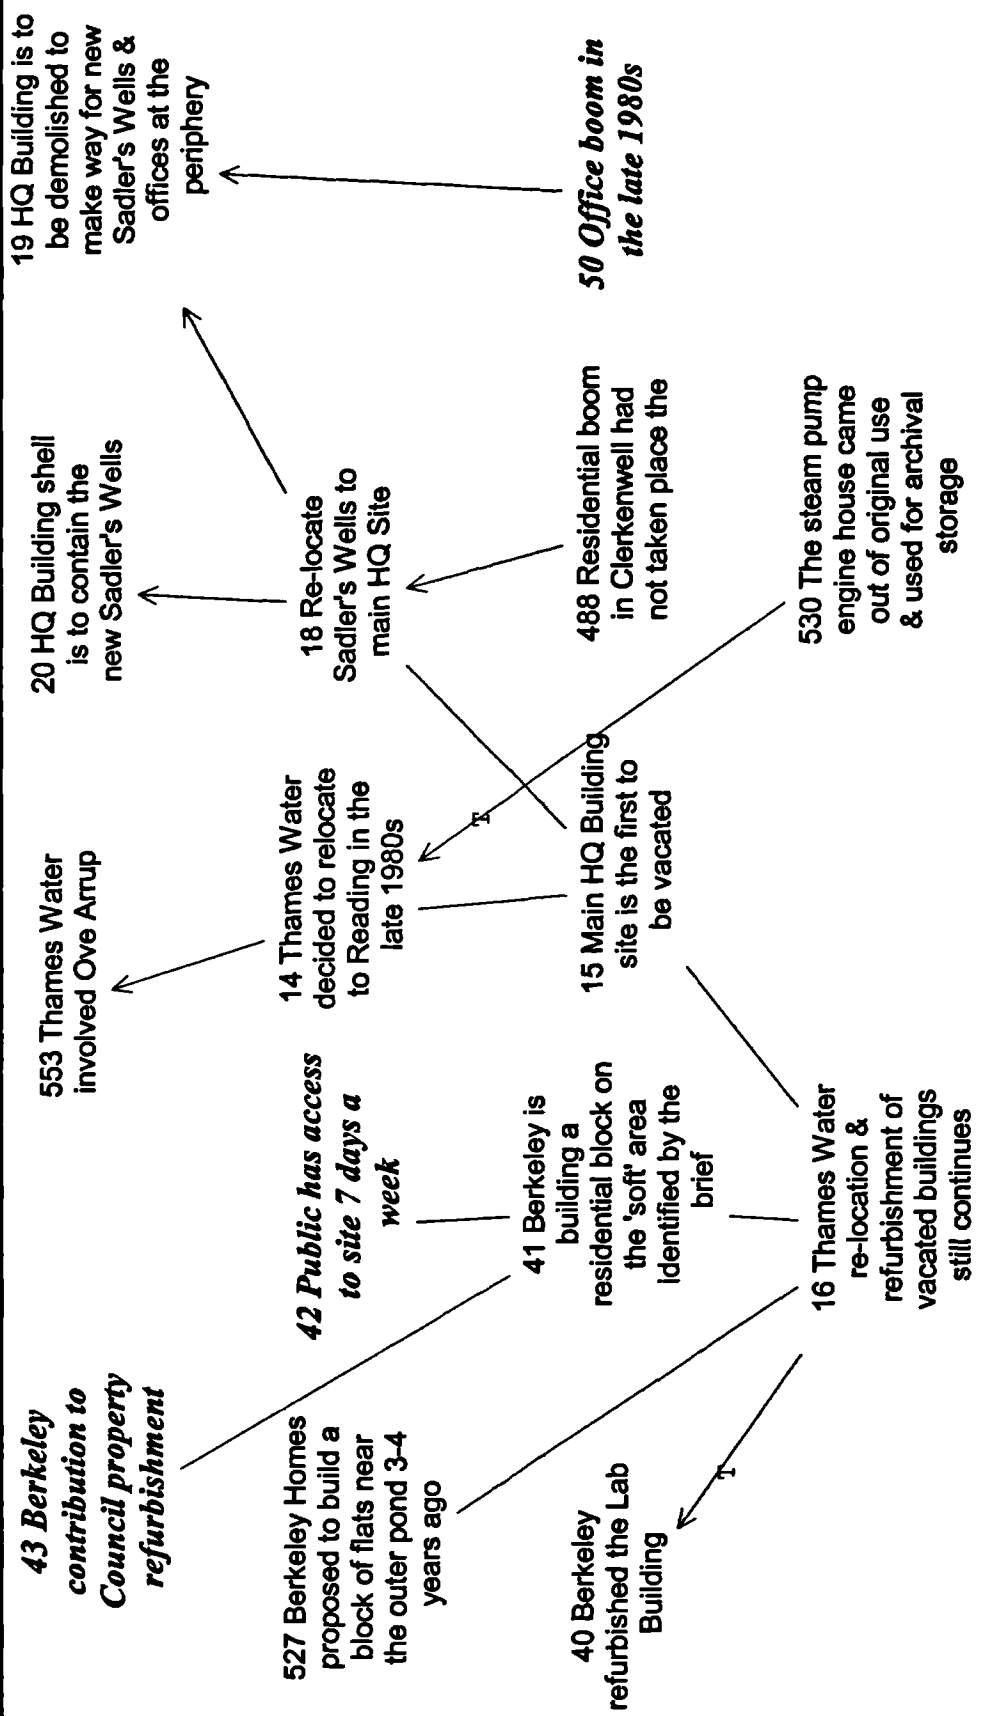 43 Berkeley
contribution to
Council property
refurbishment
553 Thames Water
involved Ove Arrup
20 HQ Building shell
is to contain the
new Sadler's Wells
19 HQ Building is to
be demolished to
make way for new
Sadler's Wells &
offices at the
periphery
527 Berkeley Homes
proposed to build a
block of flats near
the outer pond 3-4
years ago
42 Public has access
to site 7 days a
week
14 Thames Water
decided to relocate
to Reading in the
late 1980s
18 Re-locate
Sadler's Wells to
main HQ Site
T
T
40 Berkeley
refurbished the Lab
Building
41 Berkeley is
building a
residential block on
the 'soft' area
identified by the
brief
15 Main HQ Building
site is the first to
be vacated
488 Residential boom
in Clerkenwell had
not taken place the
50 Office boom in
the late 1980s
16 Thames Water
re-location &
refurbishment of
vacated buildings
still continues
530 The steam pump
engine house came
out of original use
& used for archival
storage